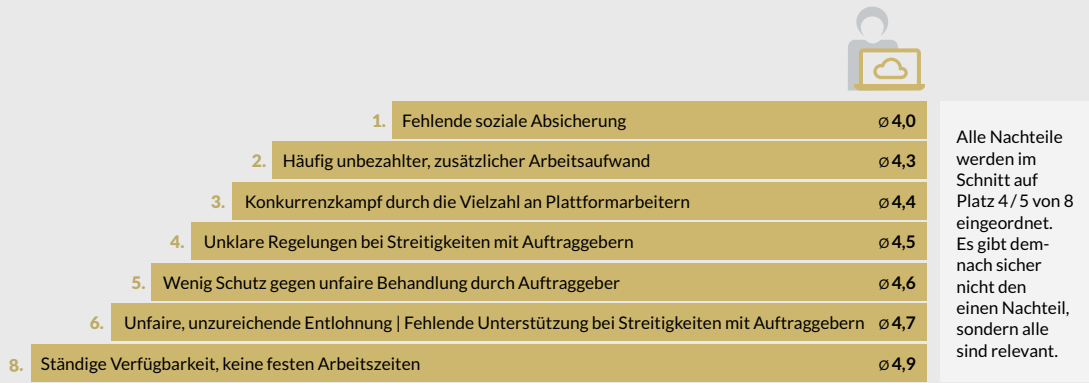 1. Fehlende soziale Absicherung ⌀ 4,0
2. Häufig unbezahlter, zusätzlicher Arbeitsaufwand ⌀ 4,3
3. Konkurrenzkampf durch die Vielzahl an Plattformarbeitern ⌀ 4,4
4. Unklare Regelungen bei Streitigkeiten mit Auftraggebern ⌀ 4,5
5. Wenig Schutz gegen unfaire Behandlung durch Auftraggeber ⌀ 4,6
6. Unfaire, unzureichende Entlohnung | Fehlende Unterstützung bei Streitigkeiten mit Auftraggebern ⌀ 4,7
8. Ständige Verfügbarkeit, keine festen Arbeitszeiten ⌀ 4,9
Alle Nachteile
werden im
Schnitt auf
Platz 4 / 5 von 8
eingeordnet.
Es gibt dem-
nach sicher
nicht den
einen Nachteil,
sondern alle
sind relevant.